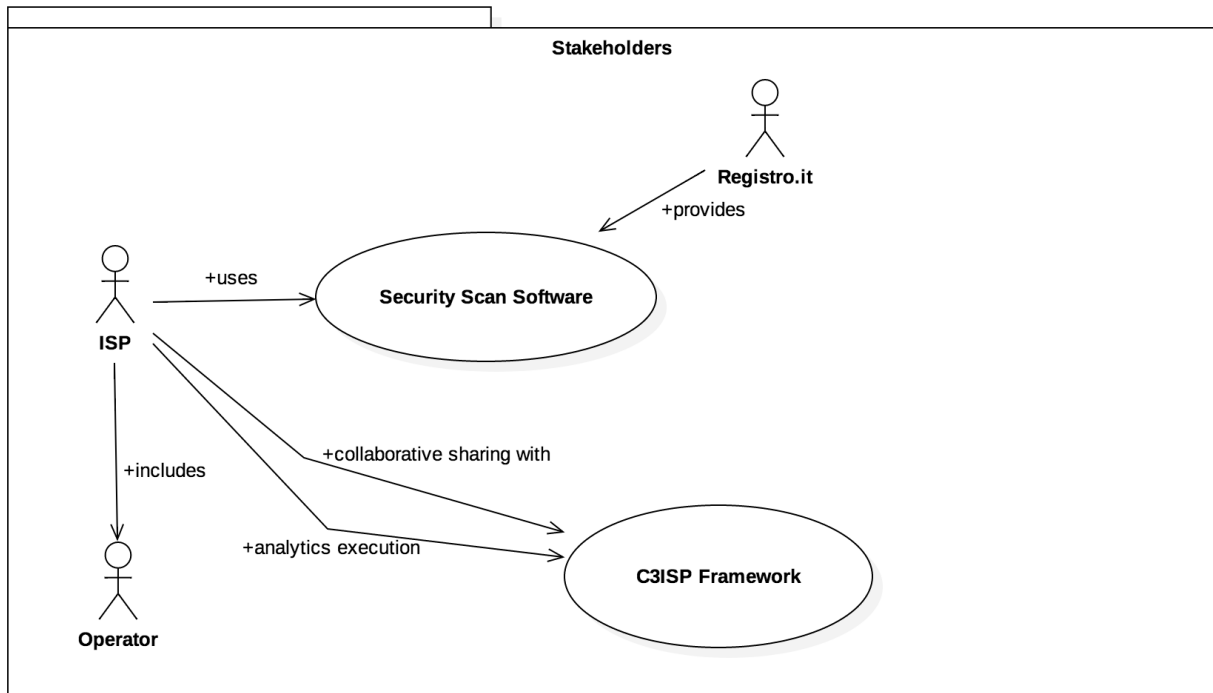 Stakeholders
Registro.it
+provides
+uses
Security Scan Software
ISP
+collaborative sharing with
+includes
+analytics execution
C3ISP Framework
Operator